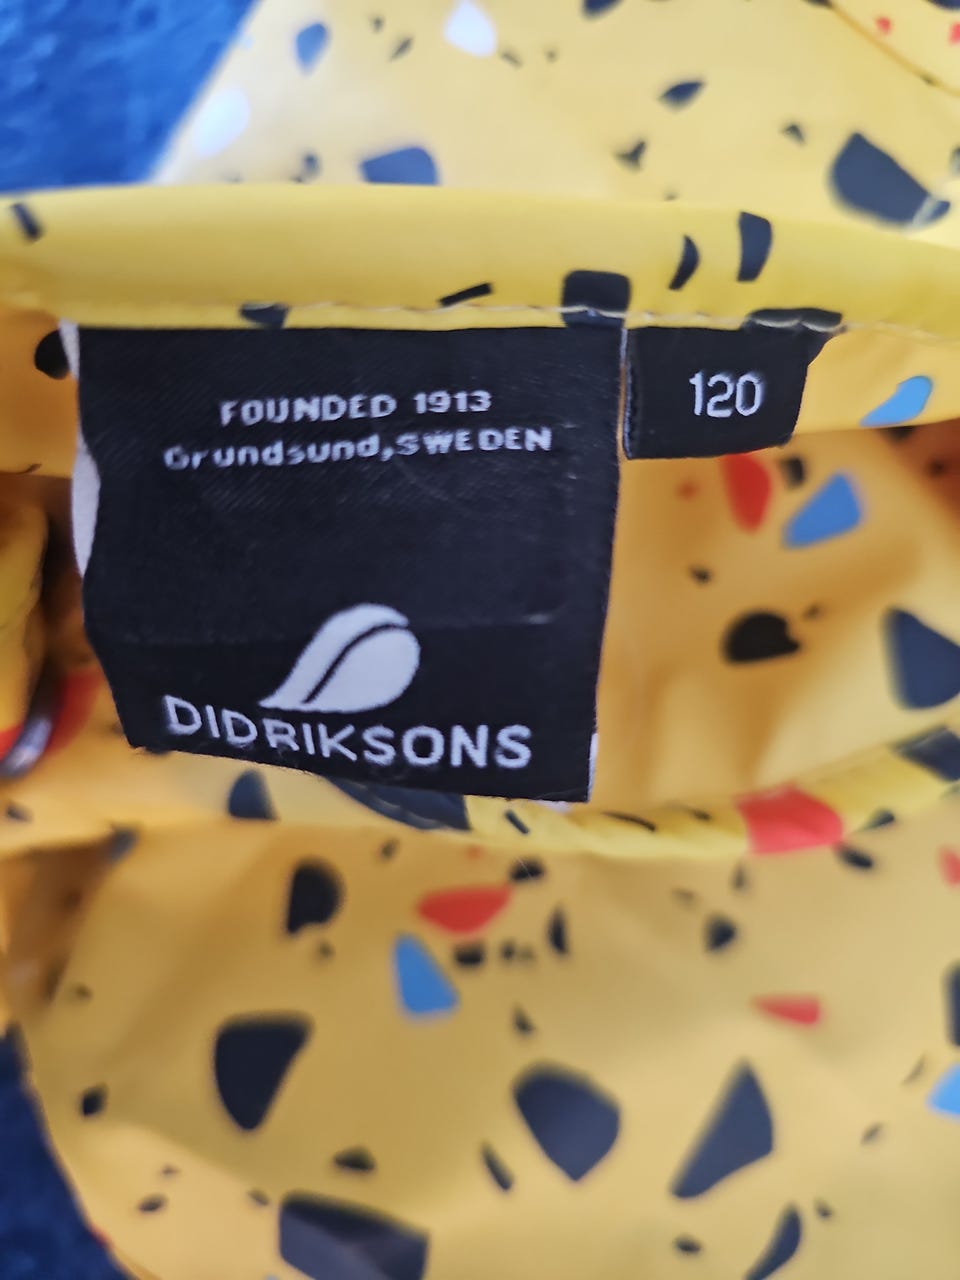 FOUNDED 1913
Grundsund,SWEDEN
120
DIDRIKSONS